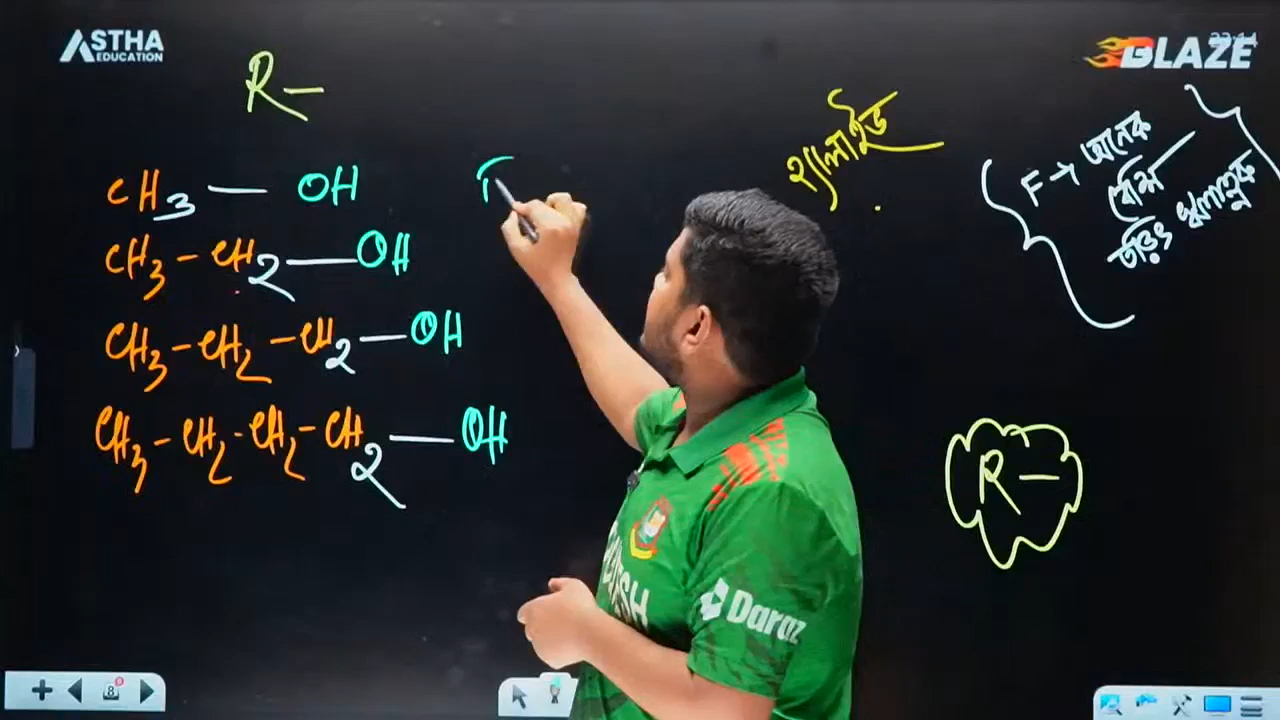 ASTHA
EDUCATION
BLAZE
R –
CH3 — OH
CH3 – CH2 — OH
CH3 – CH2 – CH2 — OH
CH3 – CH2 - CH2 – CH2 — OH
হ্যালাইড
F → অনেক
বেশি
তড়িৎ ঋণাত্মক
R –
Daraz
8